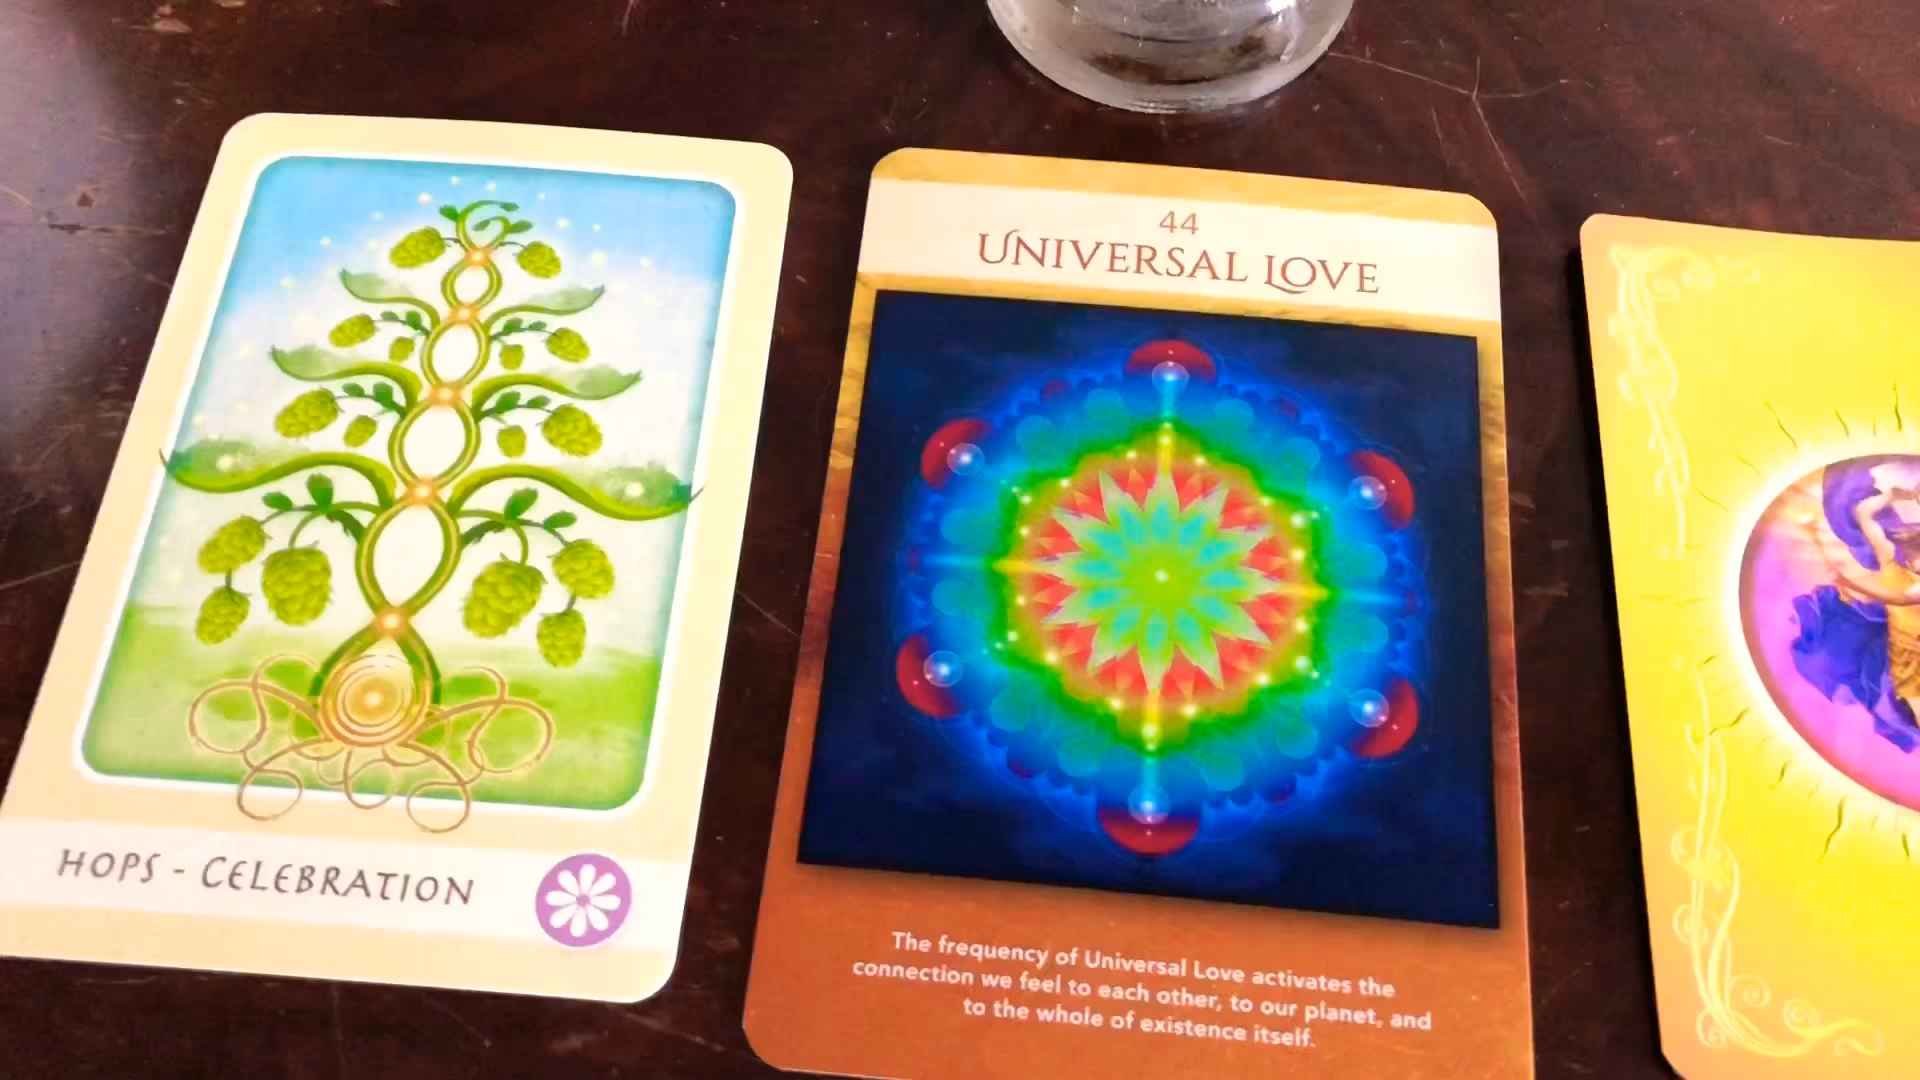 HOPS - CELEBRATION
44
UNIVERSAL LOVE
The frequency of Universal Love activates the
connection we feel to each other, to our planet, and
to the whole of existence itself.